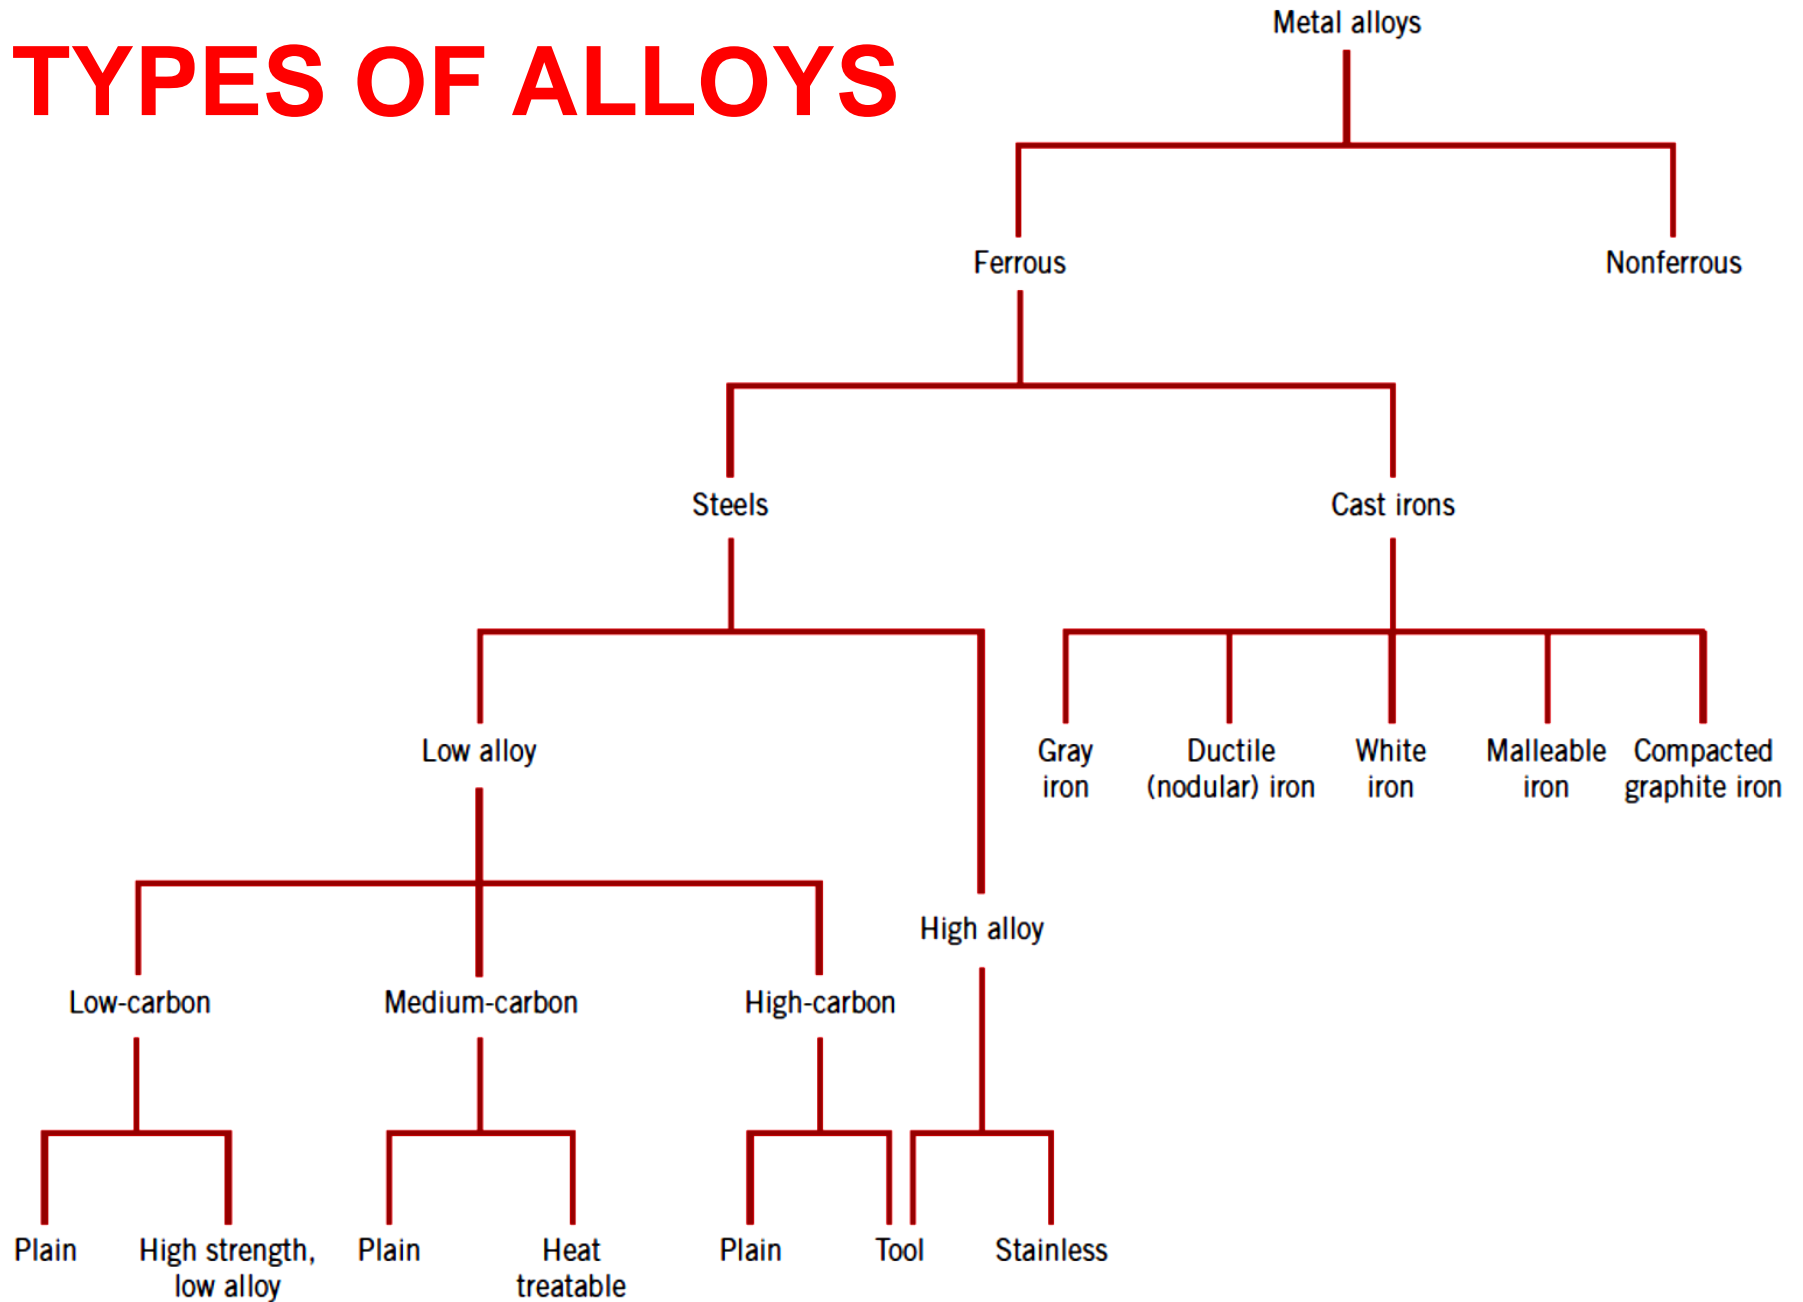 TYPES OF ALLOYS
Metal alloys
Ferrous
Nonferrous
Steels
Cast irons
Low alloy
Gray
iron
Ductile
(nodular) iron
White
iron
Malleable
iron
Compacted
graphite iron
High alloy
Low-carbon
Medium-carbon
High-carbon
Plain
High strength,
low alloy
Plain
Heat
treatable
Plain
Tool
Stainless